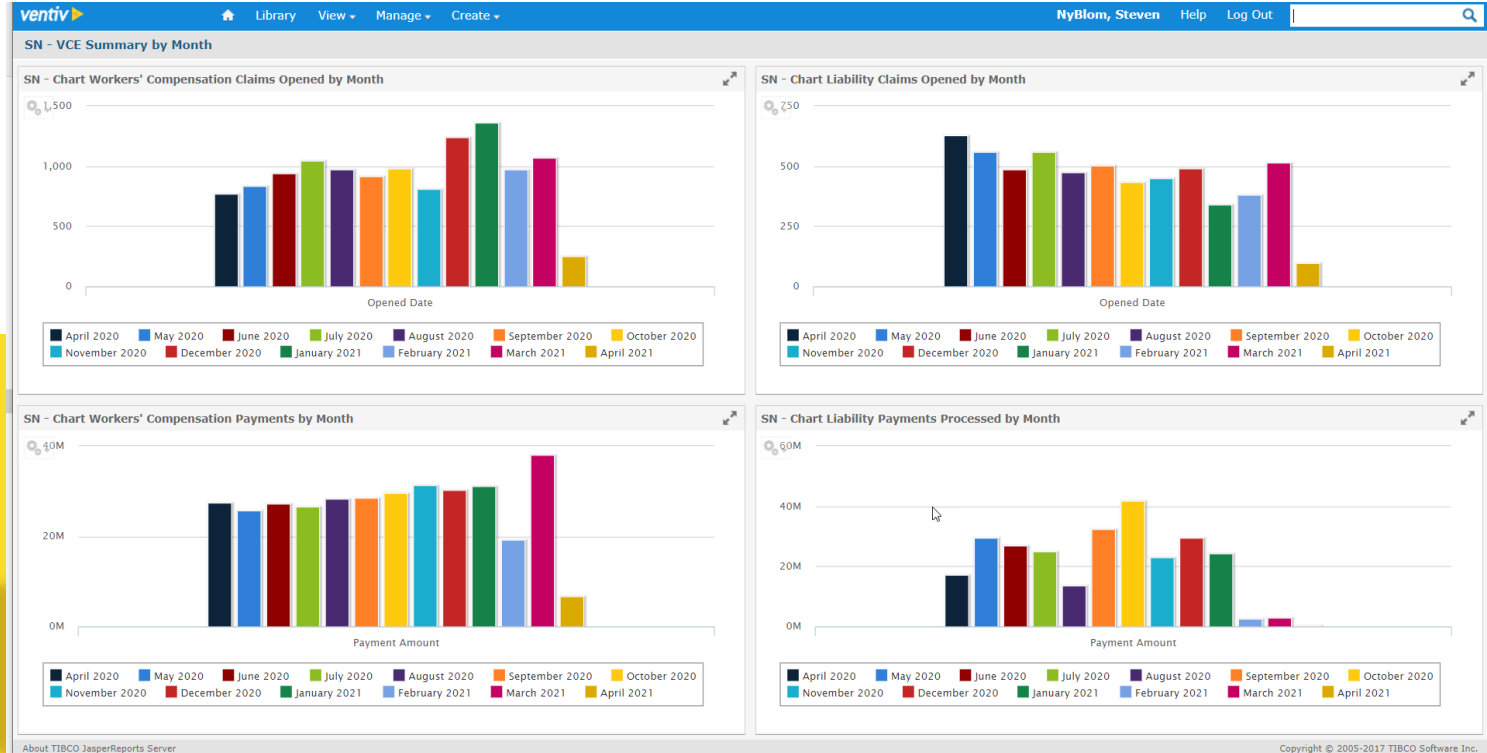 ventiv Library View Manage Create NyBlom, Steven Help Log Out
SN - VCE Summary by Month
SN - Chart Workers' Compensation Claims Opened by Month
1,500
1,000
500
0
Opened Date
April 2020 May 2020 June 2020 July 2020 August 2020 September 2020 October 2020
November 2020 December 2020 January 2021 February 2021 March 2021 April 2021
SN - Chart Liability Claims Opened by Month
750
500
250
0
Opened Date
April 2020 May 2020 June 2020 July 2020 August 2020 September 2020 October 2020
November 2020 December 2020 January 2021 February 2021 March 2021 April 2021
SN - Chart Workers' Compensation Payments by Month
40M
20M
0M
Payment Amount
April 2020 May 2020 June 2020 July 2020 August 2020 September 2020 October 2020
November 2020 December 2020 January 2021 February 2021 March 2021 April 2021
SN - Chart Liability Payments Processed by Month
60M
40M
20M
0M
Payment Amount
April 2020 May 2020 June 2020 July 2020 August 2020 September 2020 October 2020
November 2020 December 2020 January 2021 February 2021 March 2021 April 2021
About TIBCO JasperReports Server Copyright © 2005-2017 TIBCO Software Inc.